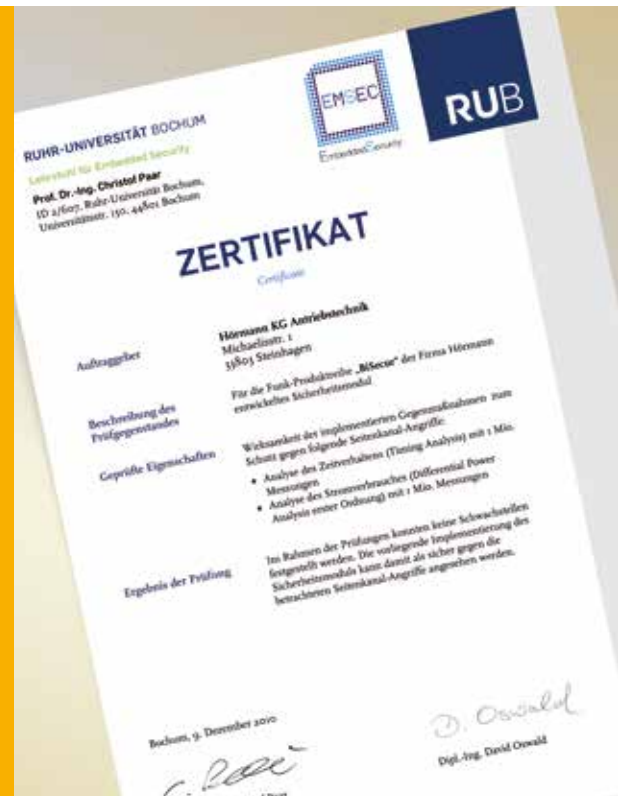 RUHR-UNIVERSITÄT BOCHUM
Lehrstuhl für Embedded Security
Prof. Dr.-Ing. Christof Paar
ID 2/607, Ruhr-Universität Bochum,
Universitätsstr. 150, 44801 Bochum
EMSEC
Embedded Security
RUB
ZERTIFIKAT
Certificate
Auftraggeber
Hörmann KG Antriebstechnik
Michaelisstr. 1
33803 Steinhagen
Beschreibung des
Prüfgegenstandes
Für die Funk-Produktreihe „BiSecur“ der Firma Hörmann
entwickeltes Sicherheitsmodul
Geprüfte Eigenschaften
Wirksamkeit der implementierten Gegenmaßnahmen zum
Schutz gegen folgende Seitenkanal-Angriffe:
• Analyse des Zeitverhaltens (Timing Analysis) mit 1 Mio.
Messungen
• Analyse des Stromverbrauches (Differential Power
Analysis erster Ordnung) mit 1 Mio. Messungen
Ergebnis der Prüfung
Im Rahmen der Prüfungen konnten keine Schwachstellen
festgestellt werden. Die vorliegende Implementierung des
Sicherheitsmoduls kann damit als sicher gegen die
betrachteten Seitenkanal-Angriffe angesehen werden.
Bochum, 9. Dezember 2010
D. Oswald
Dipl.-Ing. David Oswald